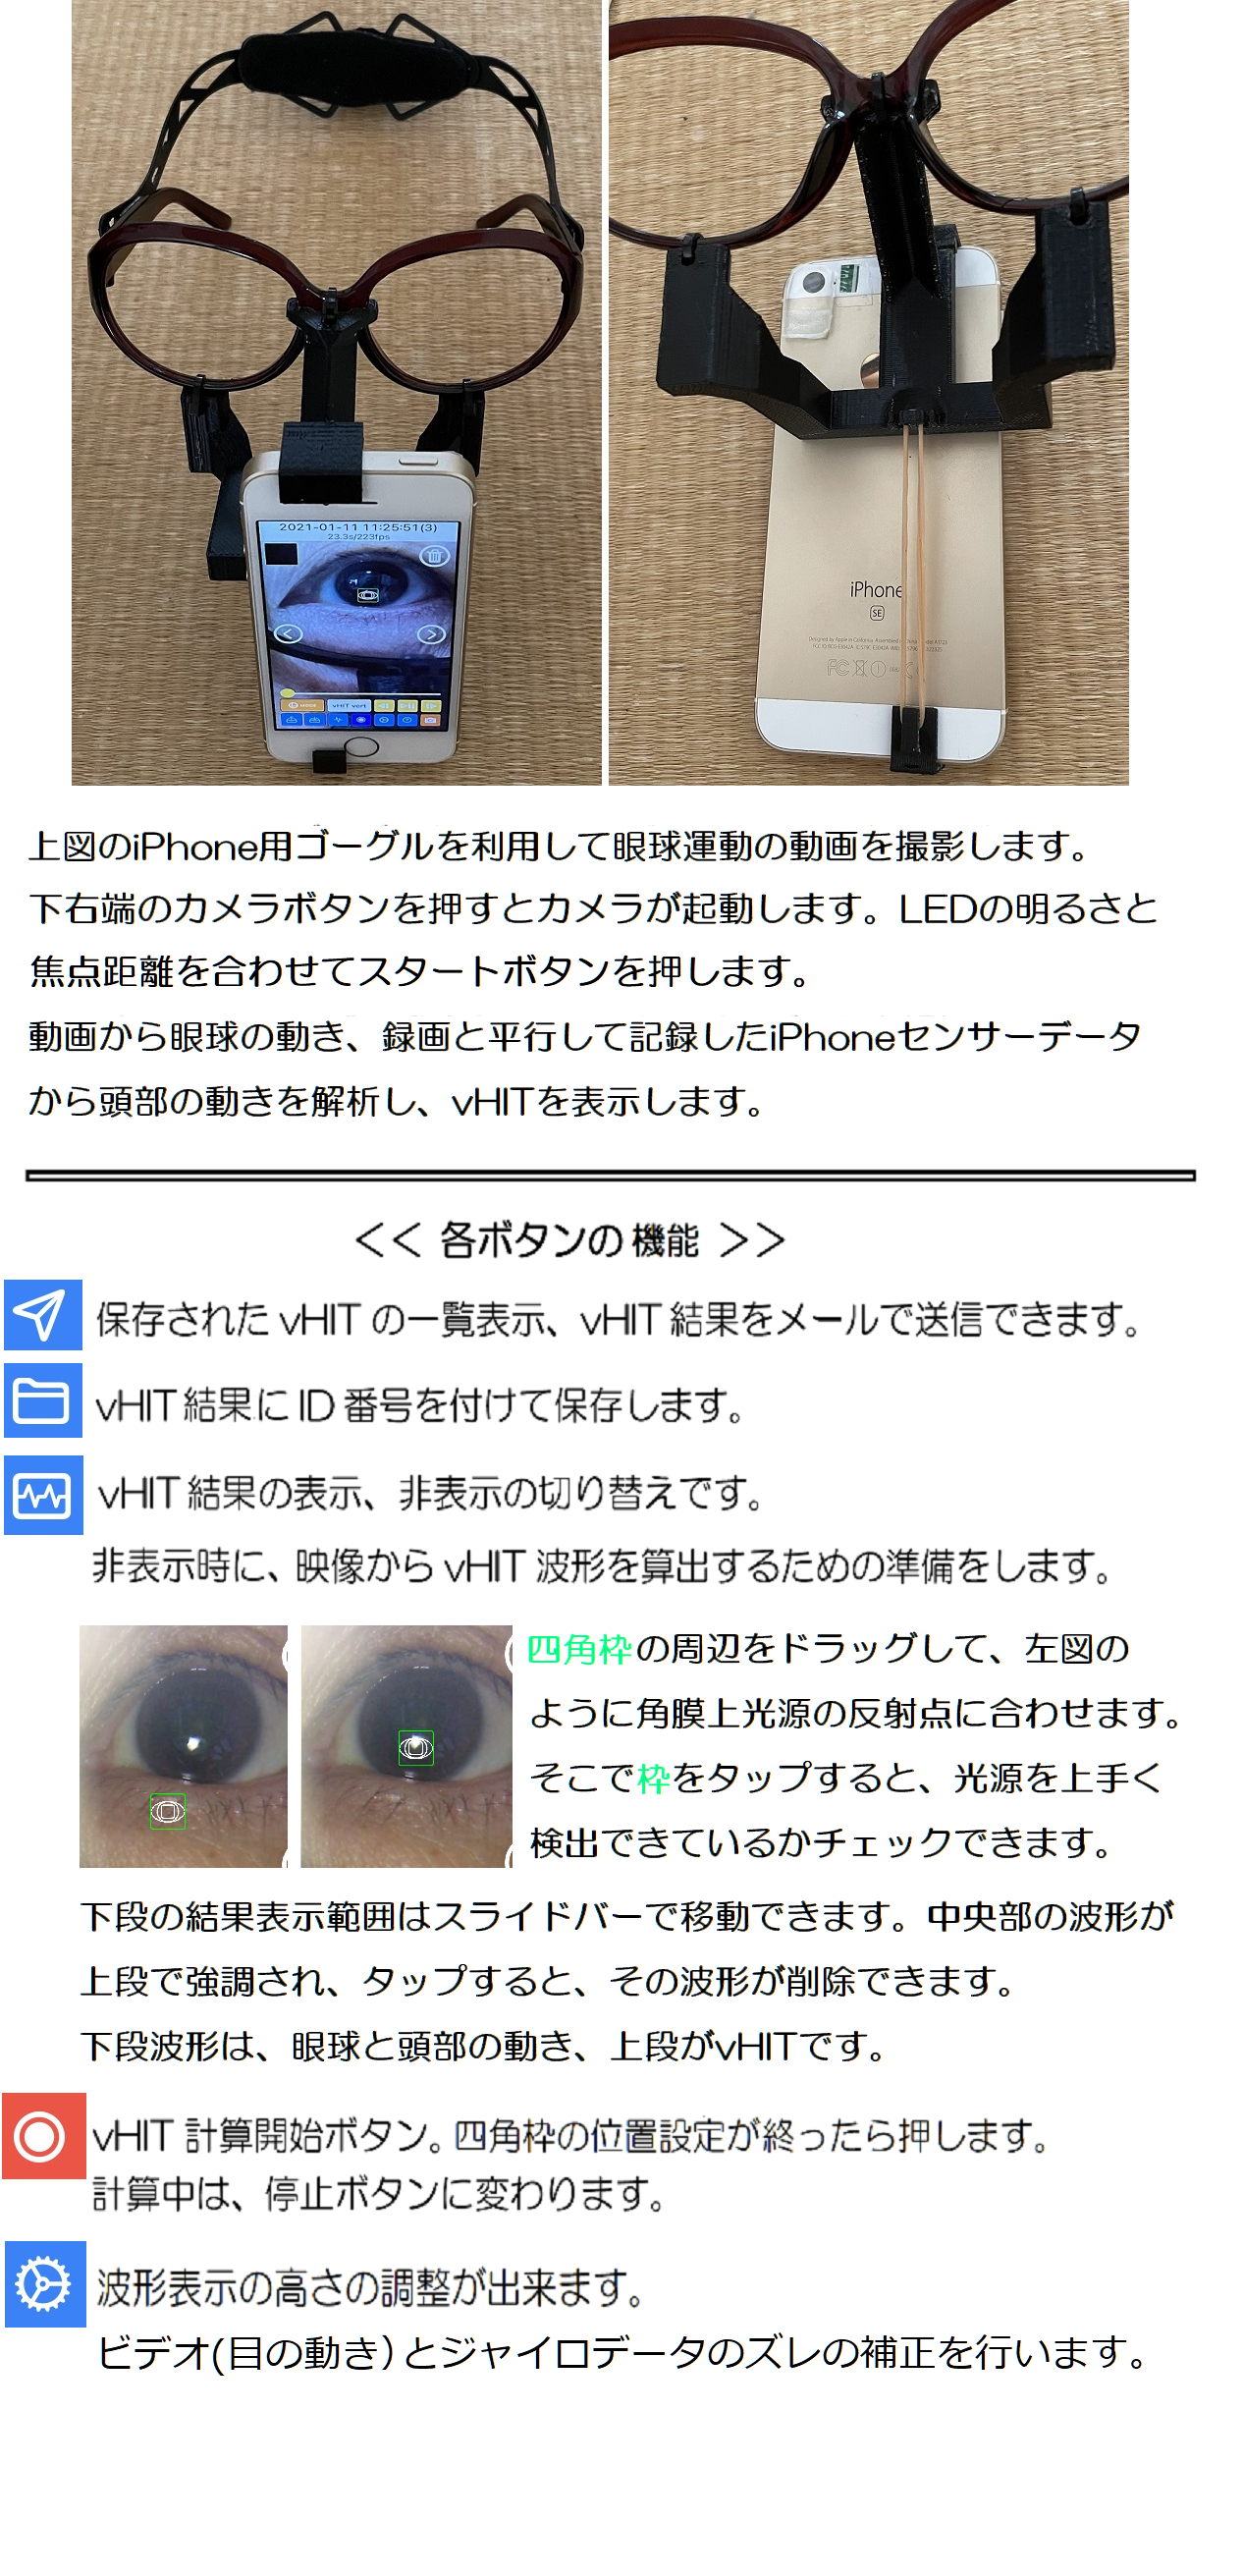 2021-01-11 11:25:51(3)
23.3s/223fps
MODE
vHIT vert
iPhone
SE
上図のiPhone用ゴーグルを利用して眼球運動の動画を撮影します。
下右端のカメラボタンを押すとカメラが起動します。LEDの明るさと
焦点距離を合わせてスタートボタンを押します。
動画から眼球の動き、録画と平行して記録したiPhoneセンサーデータ
から頭部の動きを解析し、vHITを表示します。
<< 各ボタンの機能 >>
保存された vHIT の一覧表示、vHIT 結果をメールで送信できます。
vHIT 結果に ID 番号を付けて保存します。
vHIT 結果の表示、非表示の切り替えです。
非表示時に、映像から vHIT 波形を算出するための準備をします。
四角枠の周辺をドラッグして、左図の
ように角膜上光源の反射点に合わせます。
そこで枠をタップすると、光源を上手く
検出できているかチェックできます。
下段の結果表示範囲はスライドバーで移動できます。中央部の波形が
上段で強調され、タップすると、その波形が削除できます。
下段波形は、眼球と頭部の動き、上段がvHITです。
vHIT 計算開始ボタン。四角枠の位置設定が終ったら押します。
計算中は、停止ボタンに変わります。
波形表示の高さの調整が出来ます。
ビデオ(目の動き)とジャイロデータのズレの補正を行います。